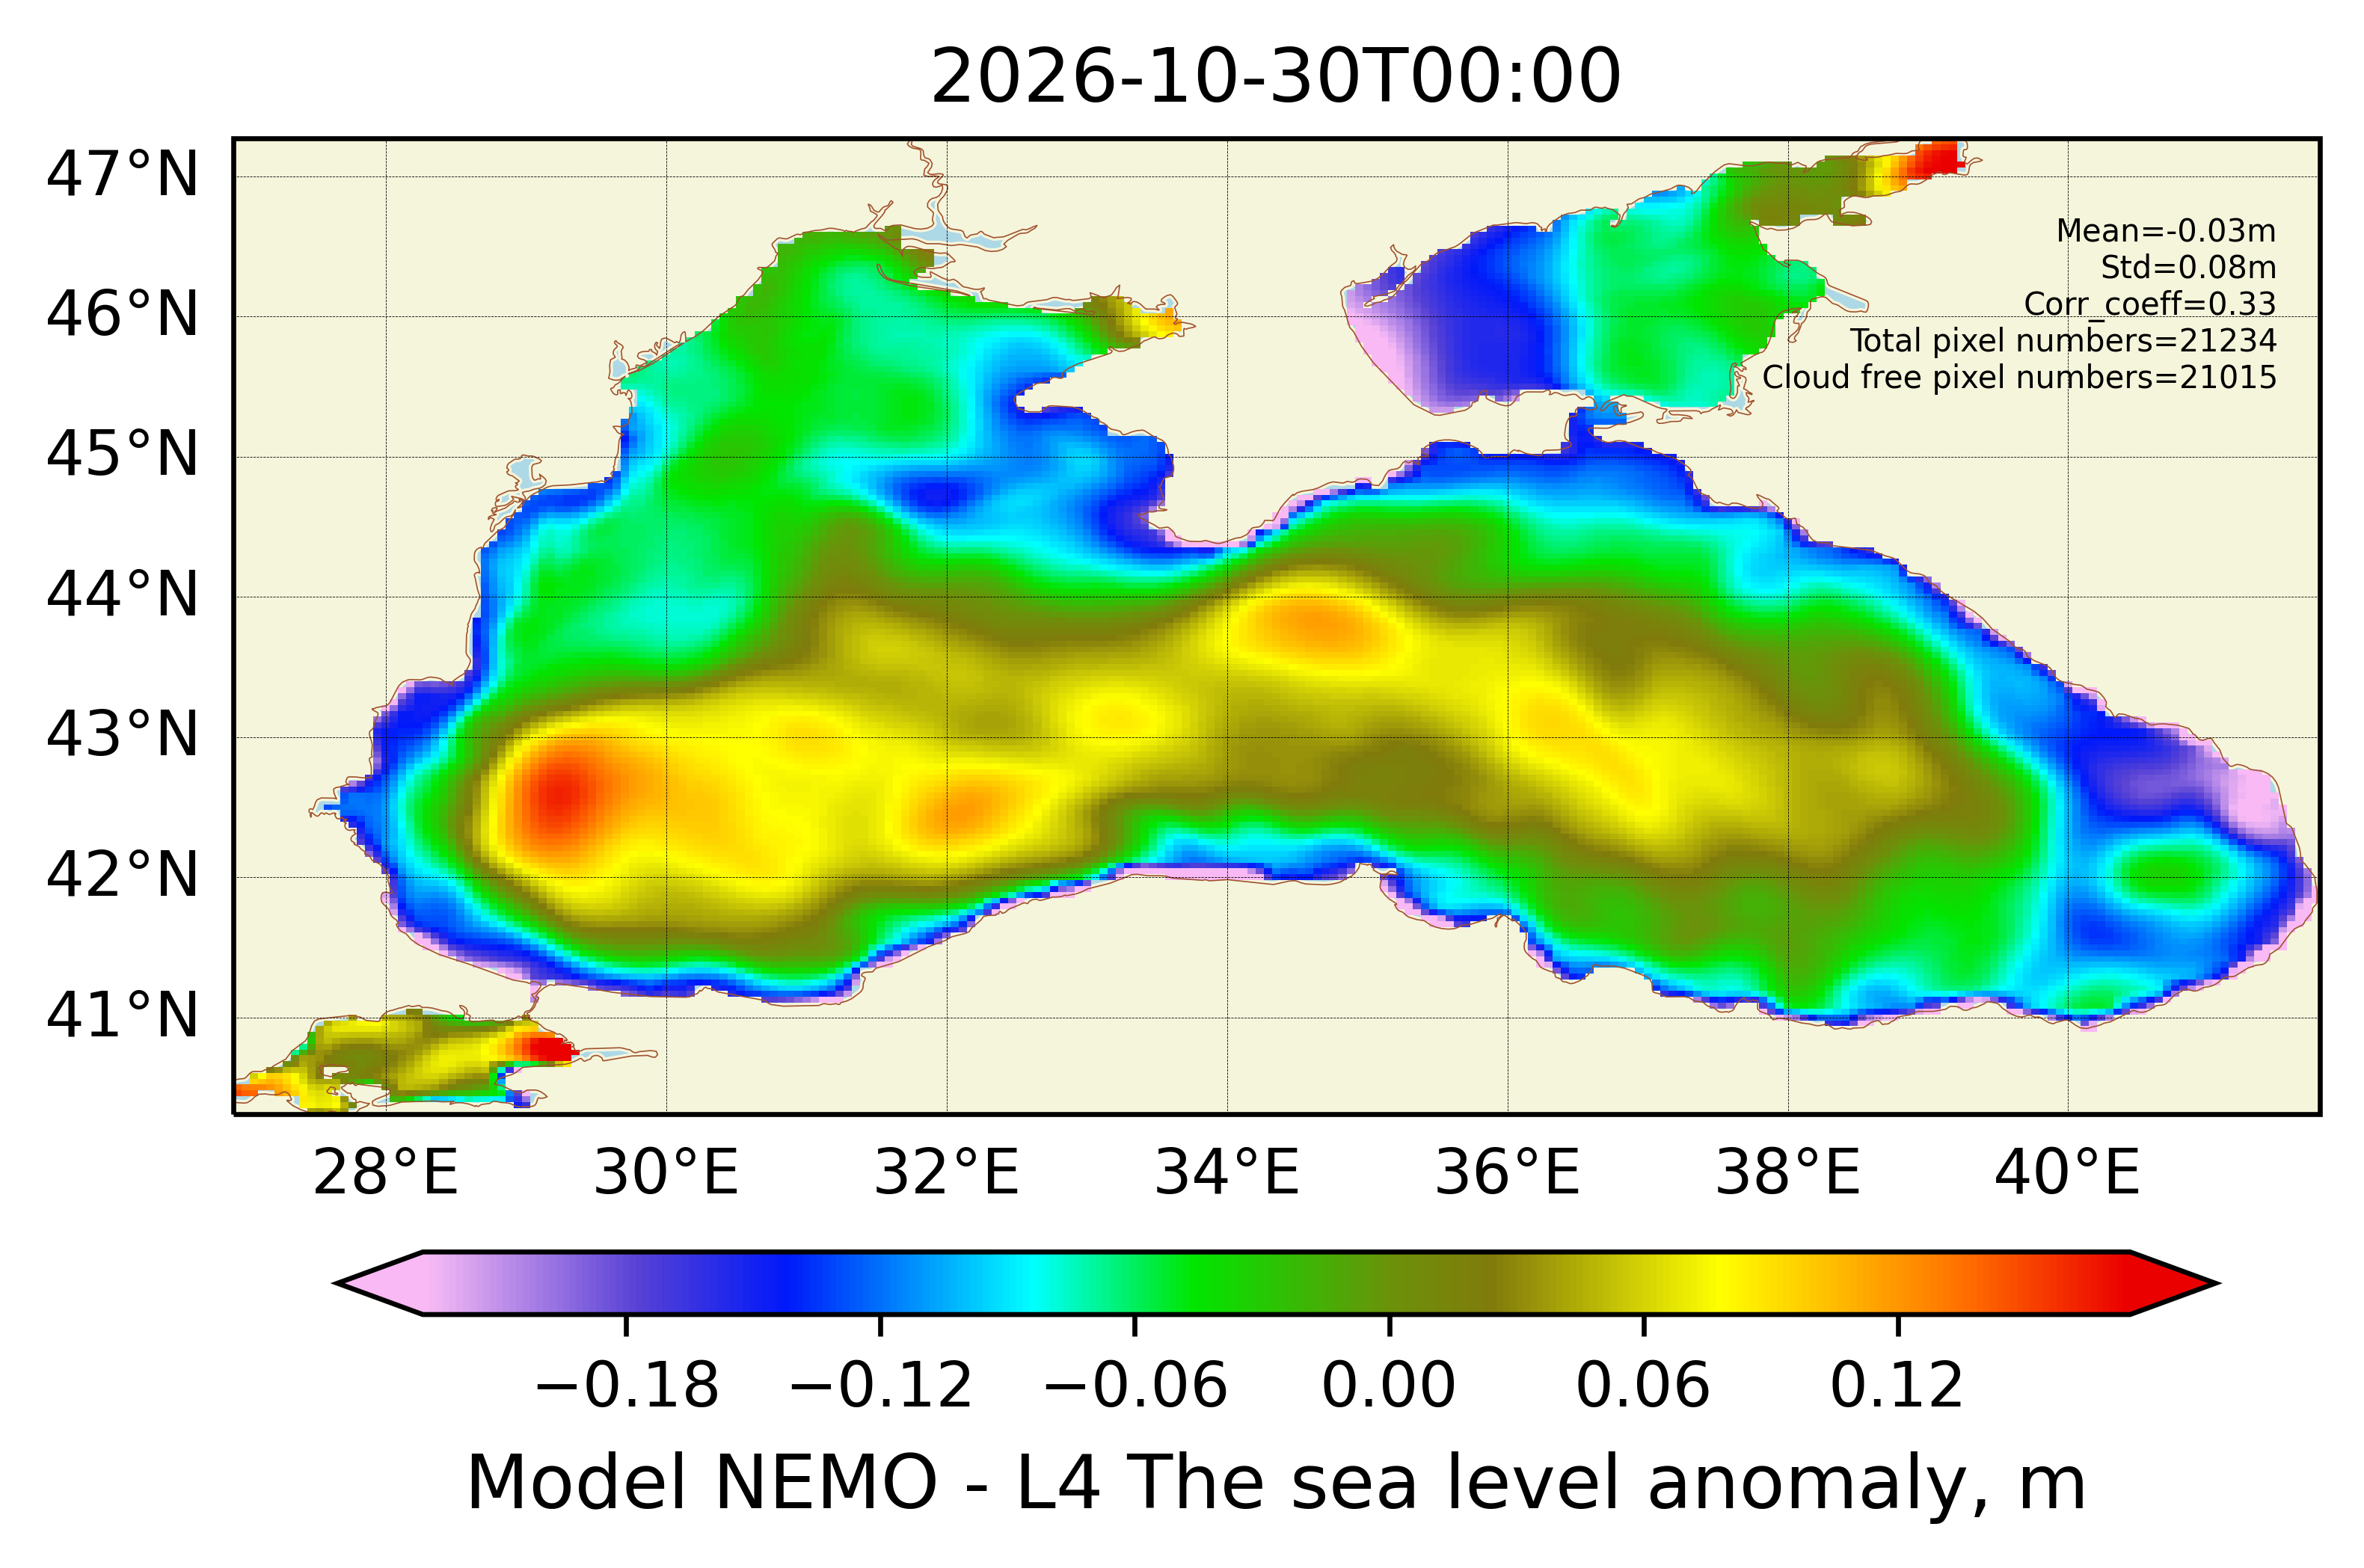 2026-10-30T00:00
47°N
46°N
45°N
44°N
43°N
42°N
41°N
Mean=-0.03m
Std=0.08m
Corr_coeff=0.33
Total pixel numbers=21234
Cloud free pixel numbers=21015
28°E 30°E 32°E 34°E 36°E 38°E 40°E
−0.18 −0.12 −0.06 0.00 0.06 0.12
Model NEMO - L4 The sea level anomaly, m